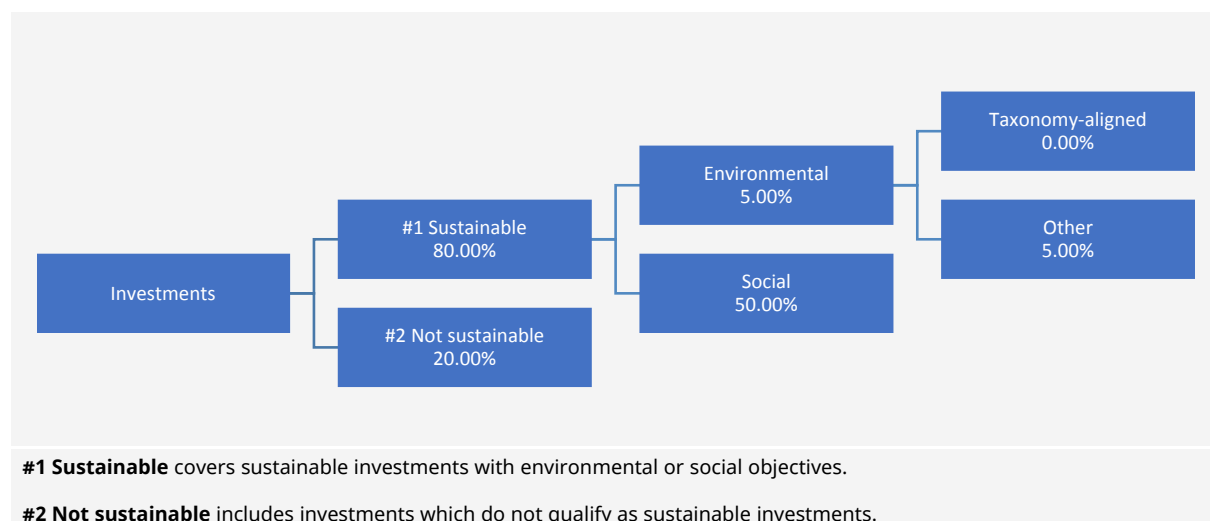 Taxonomy-aligned
0.00%
Environmental
5.00%
#1 Sustainable
80.00%
Other
5.00%
Investments
Social
50.00%
#2 Not sustainable
20.00%
#1 Sustainable covers sustainable investments with environmental or social objectives.
#2 Not sustainable includes investments which do not qualify as sustainable investments.